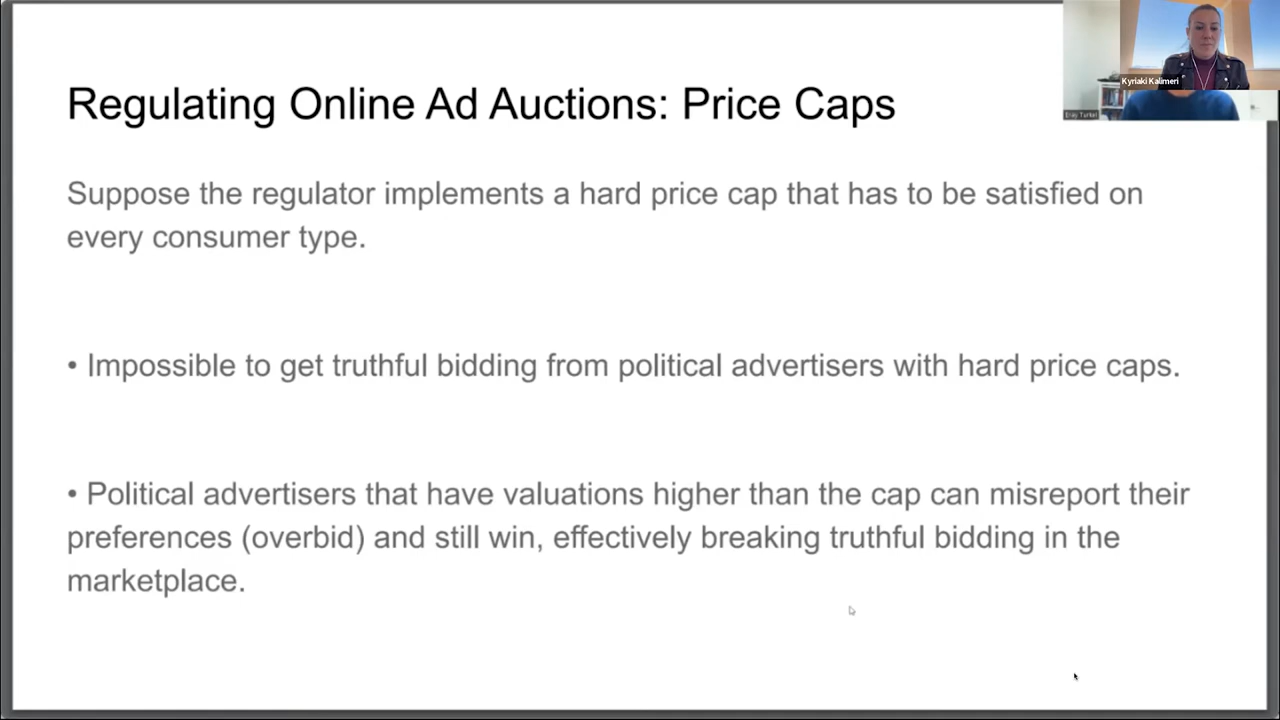 Regulating Online Ad Auctions: Price Caps
Kyriaki Kalimeri
Eray Turkel
Suppose the regulator implements a hard price cap that has to be satisfied on
every consumer type.
• Impossible to get truthful bidding from political advertisers with hard price caps.
• Political advertisers that have valuations higher than the cap can misreport their
preferences (overbid) and still win, effectively breaking truthful bidding in the
marketplace.